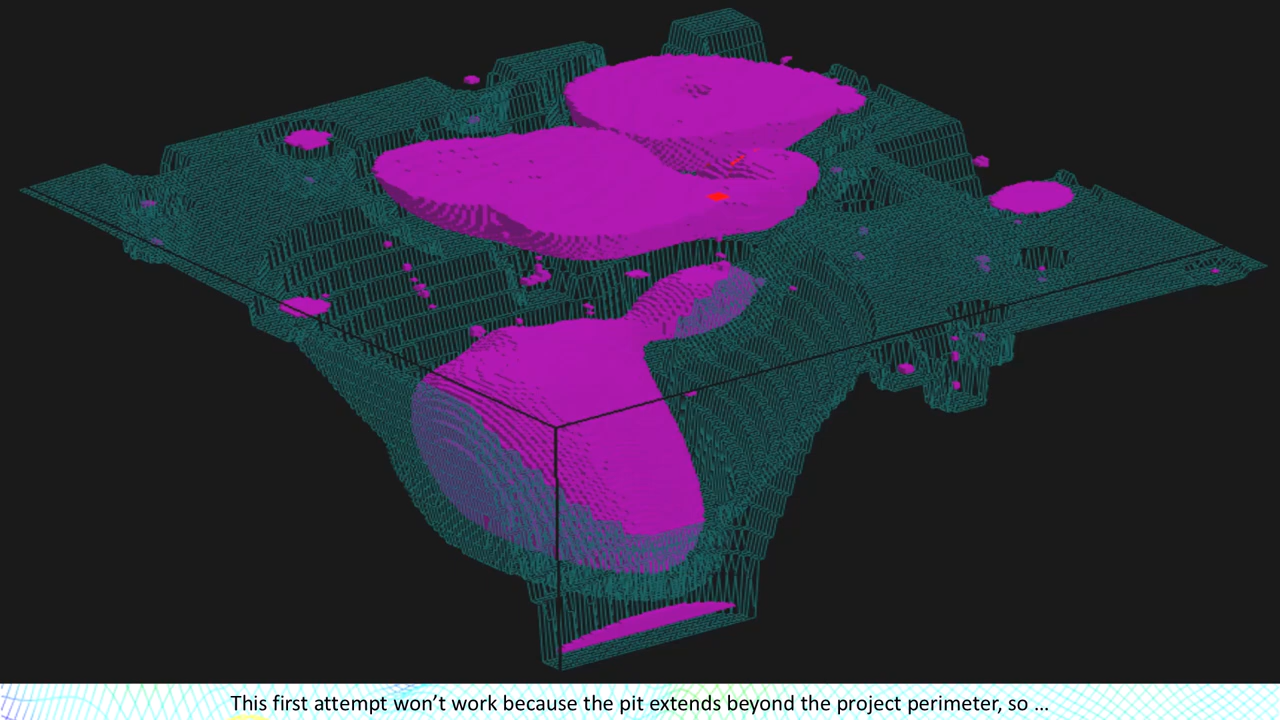 This first attempt won’t work because the pit extends beyond the project perimeter, so ...